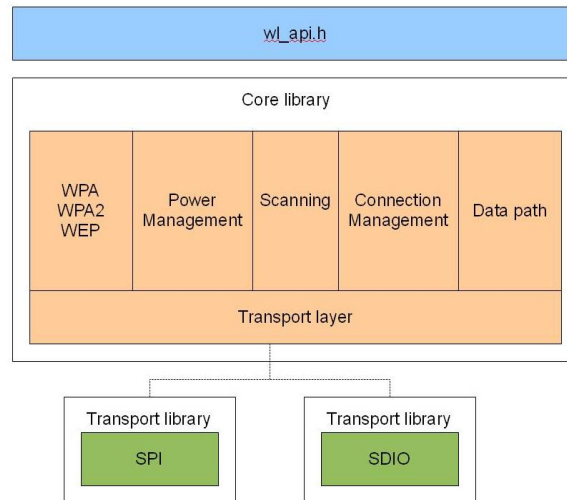 wl_api.h
Core library
WPA
WPA2
WEP
Power
Management
Scanning
Connection
Management
Data path
Transport layer
Transport library
SPI
Transport library
SDIO